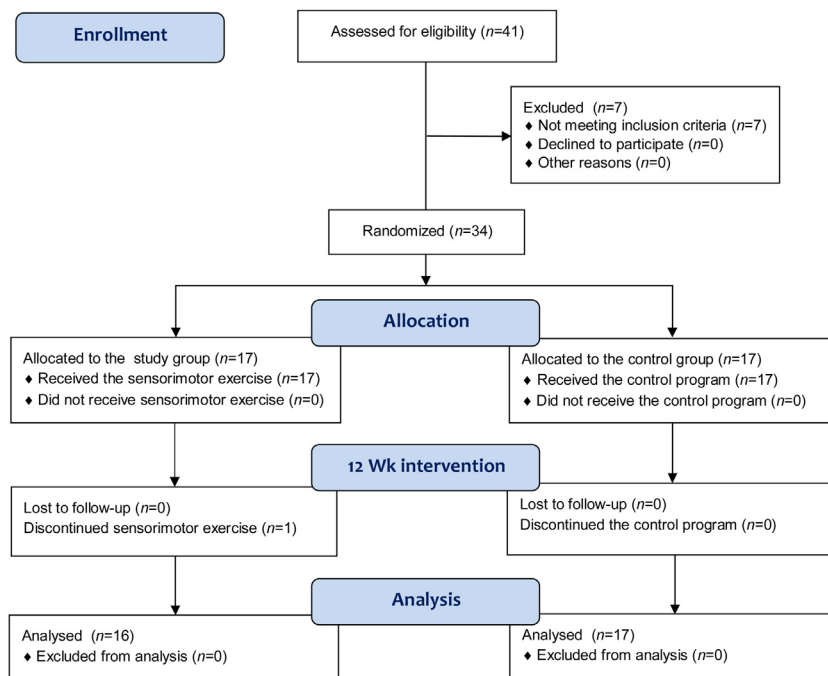 Enrollment
Assessed for eligibility (n=41)
Excluded (n=7)
♦ Not meeting inclusion criteria (n=7)
♦ Declined to participate (n=0)
♦ Other reasons (n=0)
Randomized (n=34)
Allocation
Allocated to the study group (n=17)
♦ Received the sensorimotor exercise (n=17)
♦ Did not receive sensorimotor exercise (n=0)
Allocated to the control group (n=17)
♦ Received the control program (n=17)
♦ Did not receive the control program (n=0)
12 Wk intervention
Lost to follow-up (n=0)
Discontinued sensorimotor exercise (n=1)
Lost to follow-up (n=0)
Discontinued the control program (n=0)
Analysis
Analysed (n=16)
♦ Excluded from analysis (n=0)
Analysed (n=17)
♦ Excluded from analysis (n=0)